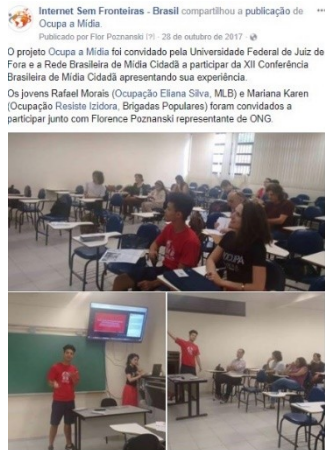 Internet Sem Fronteiras - Brasil compartilhou a publicação de
Ocupa a Mídia.
Publicado por Flor Poznanski [?] · 28 de outubro de 2017 ·
O projeto Ocupa a Mídia foi convidado pela Universidade Federal de Juiz de
Fora e a Rede Brasileira de Mídia Cidadã a participar da XII Conferência
Brasileira de Mídia Cidadã apresentando sua experiência.
Os jovens Rafael Morais (Ocupação Eliana Silva, MLB) e Mariana Karen
(Ocupação Resiste Izidora, Brigadas Populares) foram convidados a
participar junto com Florence Poznanski representante de ONG.